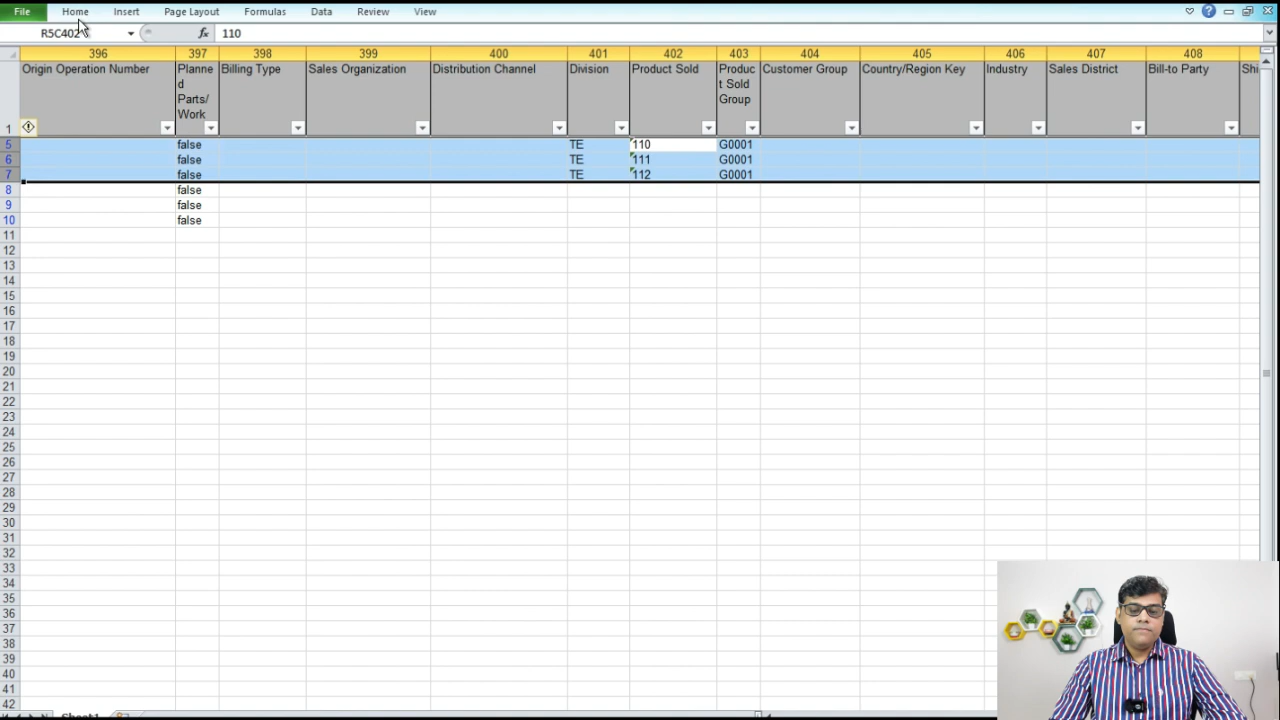 File Home Insert Page Layout Formulas Data Review View
R5C402 fx 110
396 397 398 399 400 401 402 403 404 405 406 407 408
Origin Operation Number Planne Billing Type Sales Organization Distribution Channel Division Product Sold Produc Customer Group Country/Region Key Industry Sales District Bill-to Party Shi
d t Sold
Parts/ Group
Work
1
5 false TE 110 G0001
6 false TE 111 G0001
7 false TE 112 G0001
8 false
9 false
10 false
11
12
13
14
15
16
17
18
19
20
21
22
23
24
25
26
27
28
29
30
31
32
33
34
35
36
37
38
39
40
41
42
Sheet1